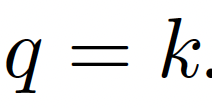 q = k.